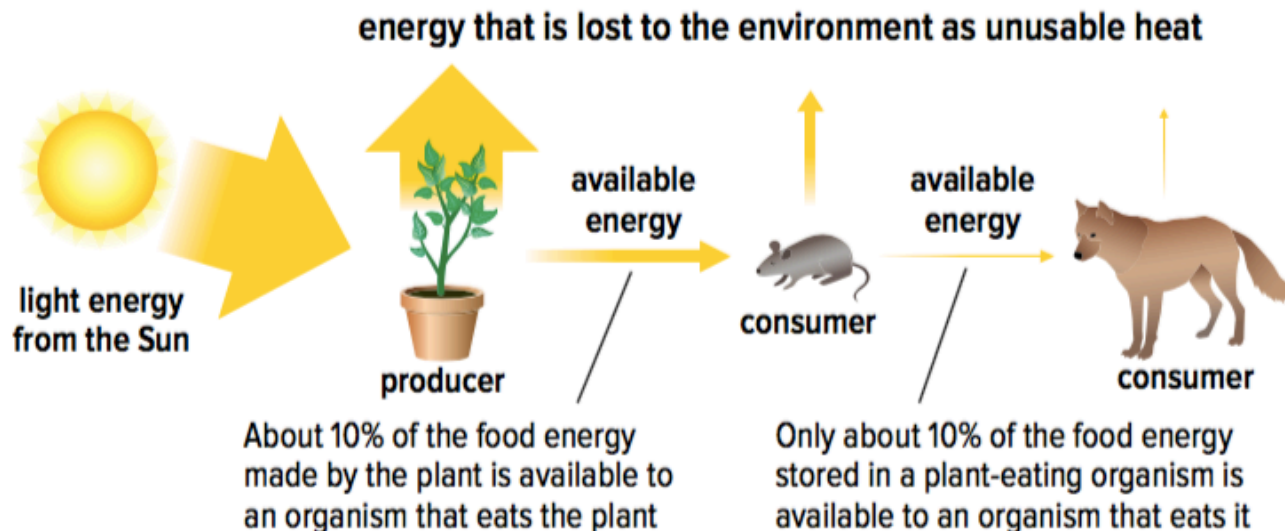 energy that is lost to the environment as unusable heat
light energy
from the Sun
producer
available
energy
consumer
available
energy
consumer
About 10% of the food energy
made by the plant is available to
an organism that eats the plant
Only about 10% of the food energy
stored in a plant-eating organism is
available to an organism that eats it